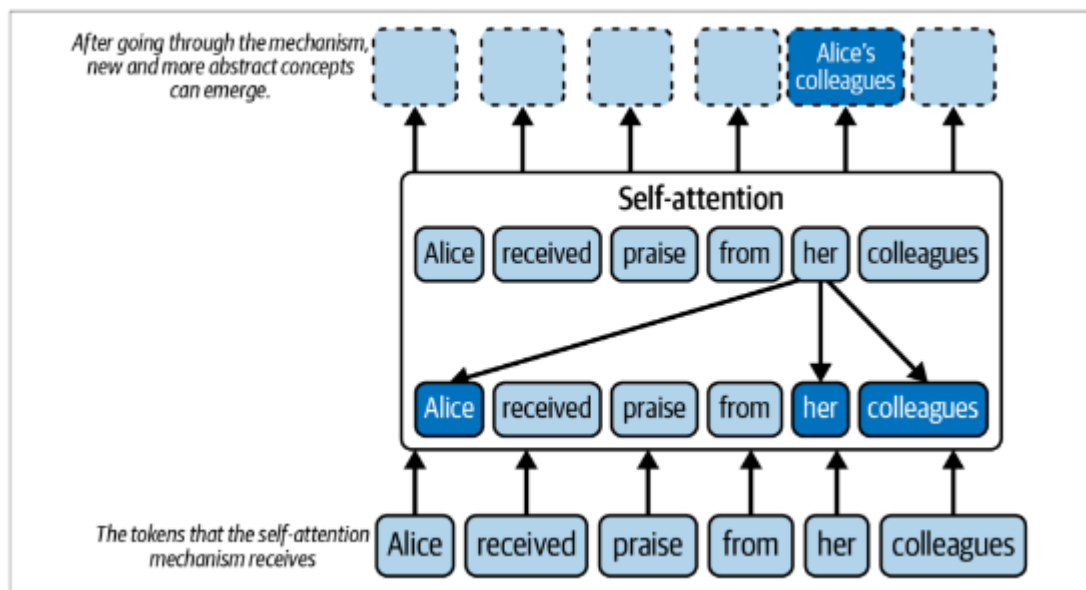 After going through the mechanism,
new and more abstract concepts
can emerge.
Alice's
colleagues
Self-attention
Alice received praise from her colleagues
Alice received praise from her colleagues
The tokens that the self-attention
mechanism receives
Alice received praise from her colleagues